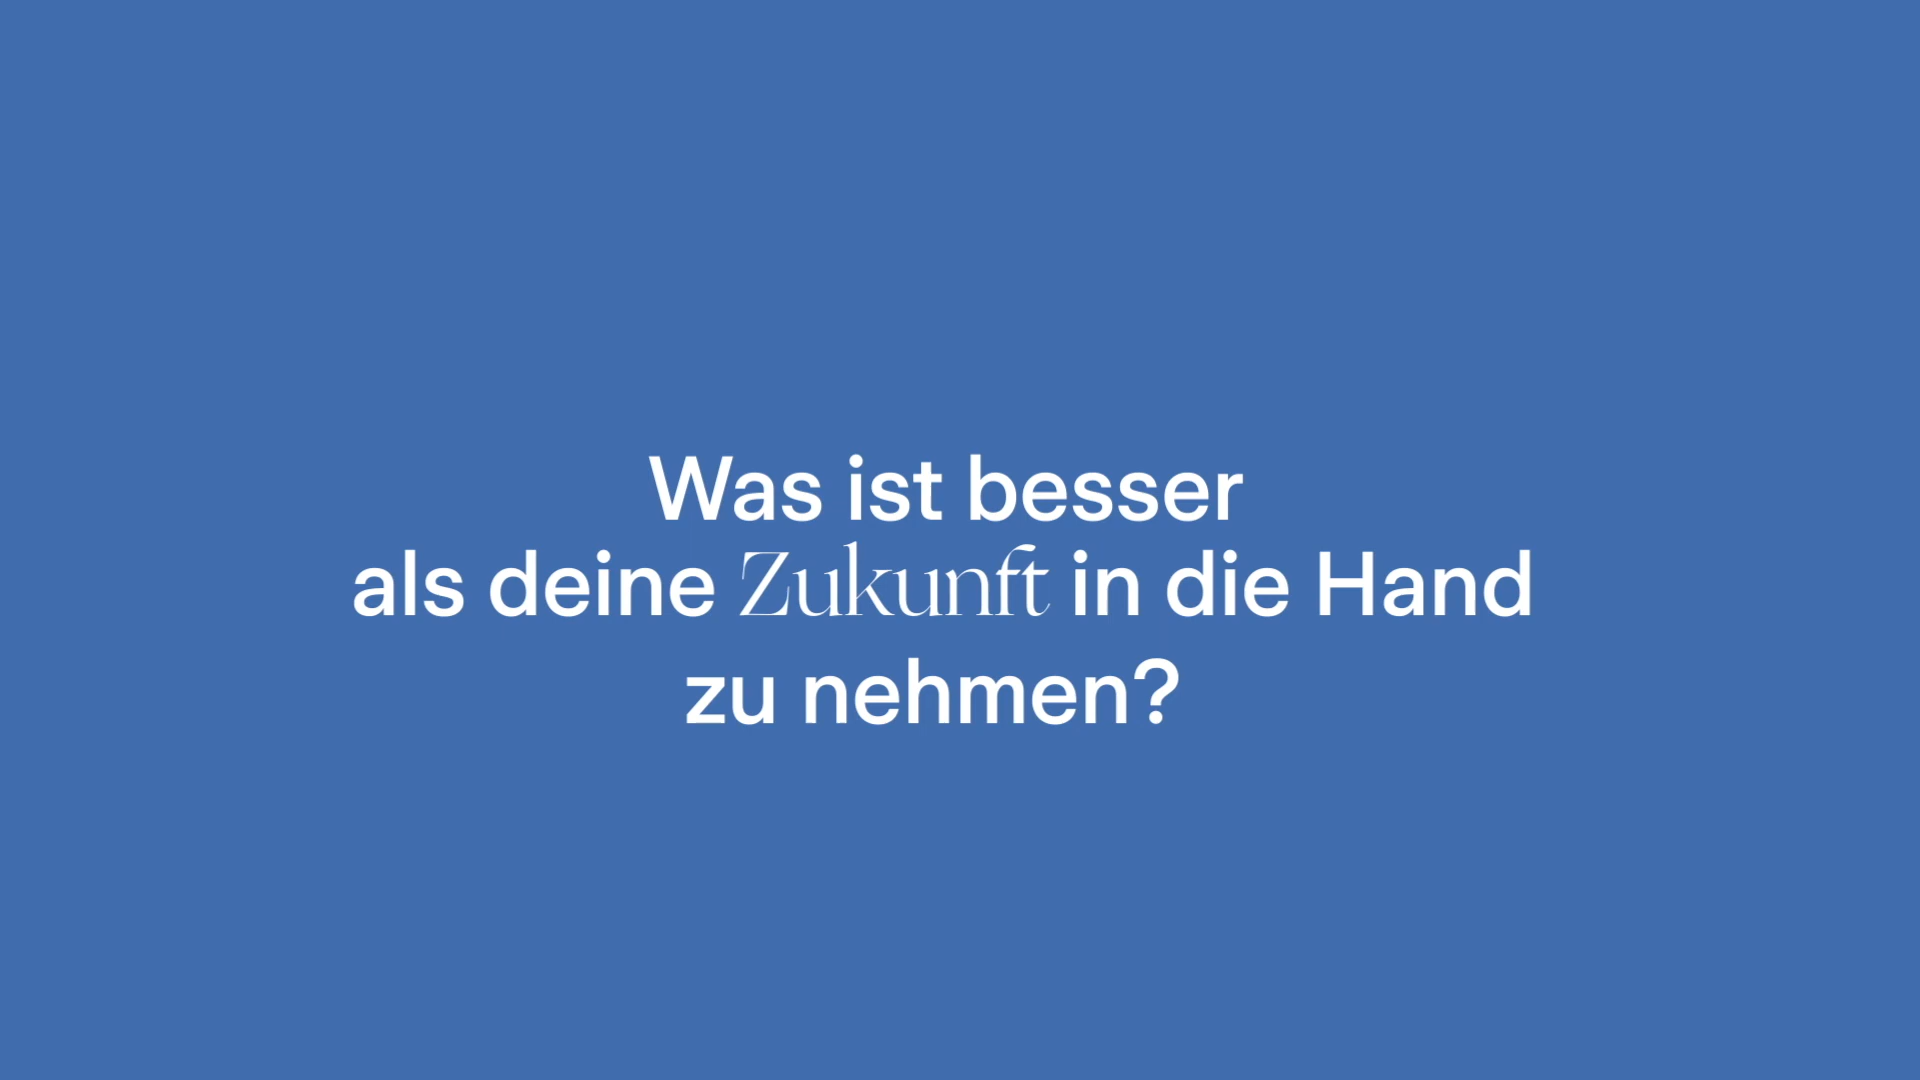 Was ist besser
als deine Zukunft in die Hand
zu nehmen?